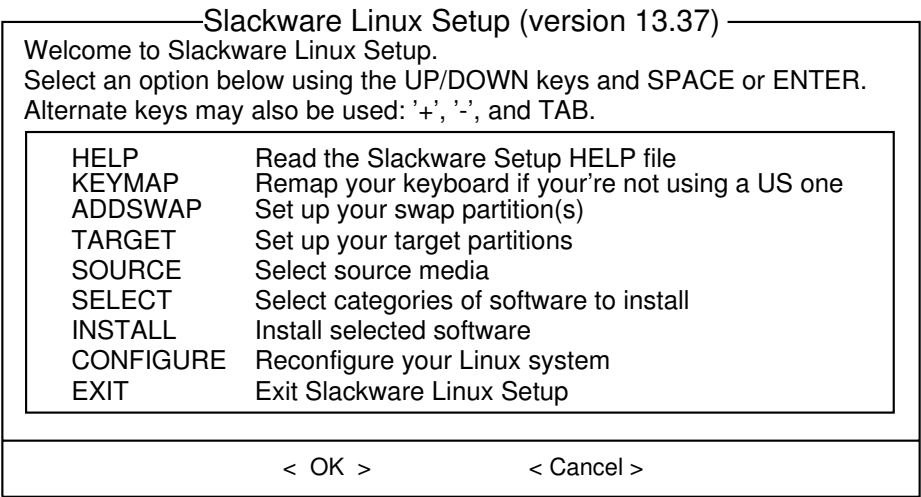 Slackware Linux Setup (version 13.37)
Welcome to Slackware Linux Setup.
Select an option below using the UP/DOWN keys and SPACE or ENTER.
Alternate keys may also be used: ’+’, ’-’, and TAB.
HELP Read the Slackware Setup HELP file
KEYMAP Remap your keyboard if your're not using a US one
ADDSWAP Set up your swap partition(s)
TARGET Set up your target partitions
SOURCE Select source media
SELECT Select categories of software to install
INSTALL Install selected software
CONFIGURE Reconfigure your Linux system
EXIT Exit Slackware Linux Setup
< OK > < Cancel >